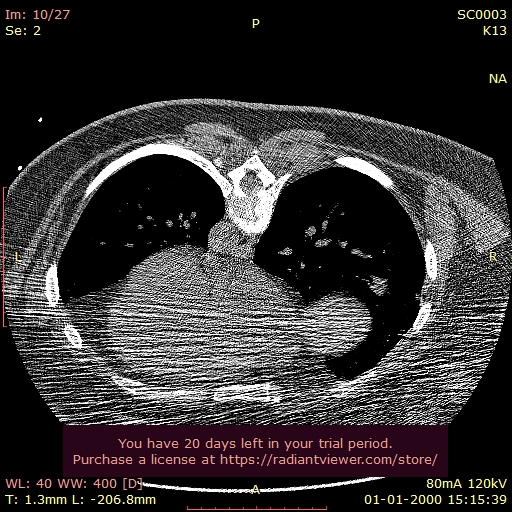 Im: 10/27
Se: 2
P
SC0003
K13
NA
L
R
You have 20 days left in your trial period.
Purchase a license at https://radiantviewer.com/store/
WL: 40 WW: 400 [D]
T: 1.3mm L: -206.8mm
A
80mA 120kV
01-01-2000 15:15:39